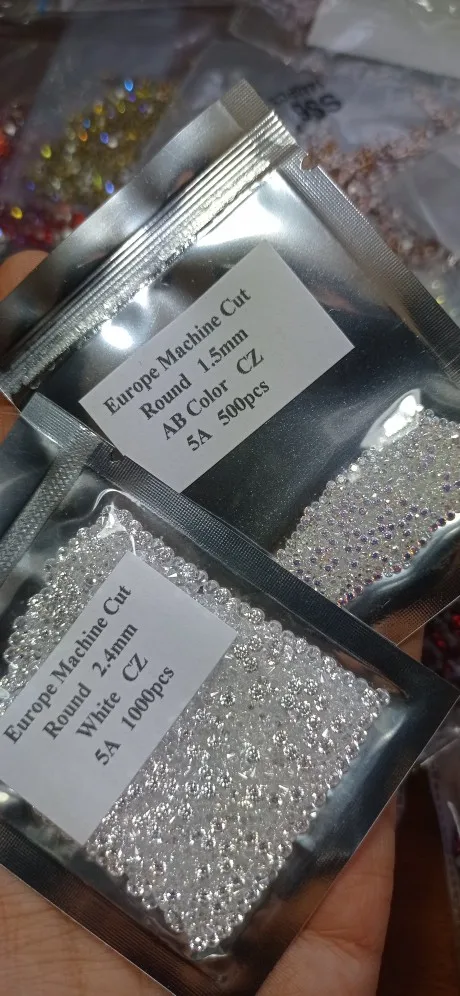 Europe Machine Cut
Round 1.5mm
AB Color CZ
5A 500pcs
Europe Machine Cut
Round 2.4mm
White CZ
5A 1000pcs